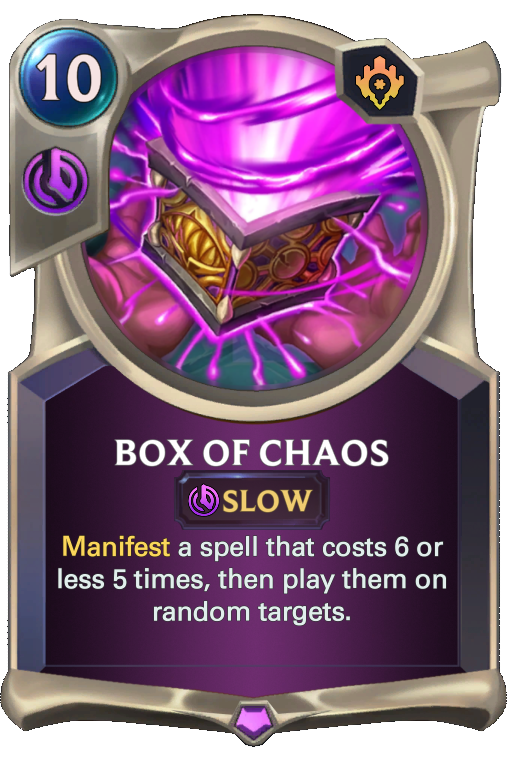 10
BOX OF CHAOS
SLOW
Manifest a spell that costs 6 or
less 5 times, then play them on
random targets.